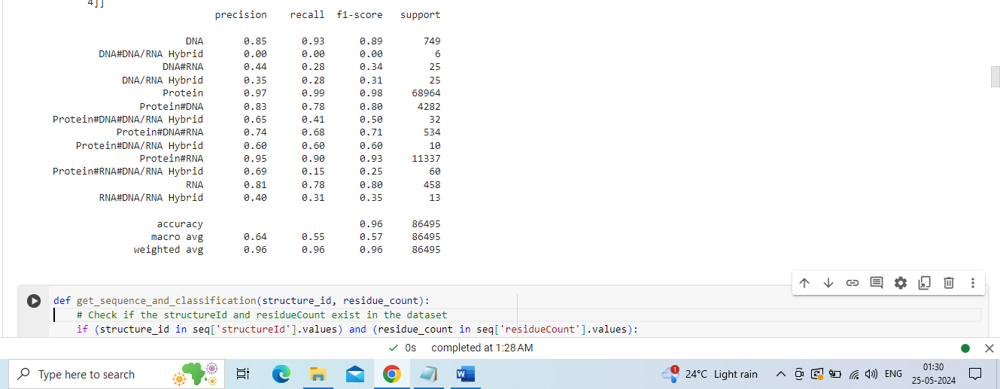 4]]
precision recall f1-score support
DNA 0.85 0.93 0.89 749
DNA#DNA/RNA Hybrid 0.00 0.00 0.00 6
DNA#RNA 0.44 0.28 0.34 25
DNA/RNA Hybrid 0.35 0.28 0.31 25
Protein 0.97 0.99 0.98 68964
Protein#DNA 0.83 0.78 0.80 4282
Protein#DNA#DNA/RNA Hybrid 0.65 0.41 0.50 32
Protein#DNA#RNA 0.74 0.68 0.71 534
Protein#DNA/RNA Hybrid 0.60 0.60 0.60 10
Protein#RNA 0.95 0.90 0.93 11337
Protein#RNA#DNA/RNA Hybrid 0.69 0.15 0.25 60
RNA 0.81 0.78 0.80 458
RNA#DNA/RNA Hybrid 0.40 0.31 0.35 13
accuracy 0.96 86495
macro avg 0.64 0.55 0.57 86495
weighted avg 0.96 0.96 0.96 86495
def get_sequence_and_classification(structure_id, residue_count):
# Check if the structureId and residueCount exist in the dataset
if (structure_id in seq['structureId'].values) and (residue_count in seq['residueCount'].values):
0s completed at 1:28 AM
Type here to search
1
24°C Light rain
ENG
01:30
25-05-2024